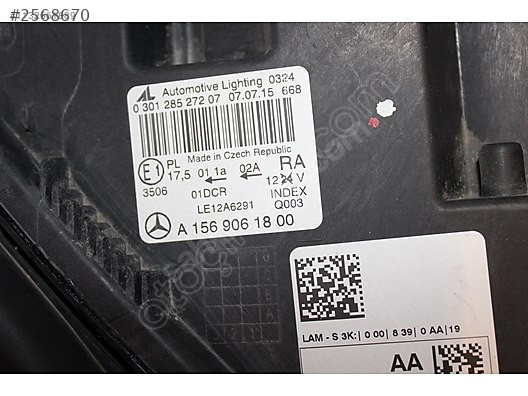 #2568670
AL Automotive Lighting 0324
0 301 285 272 07 07.07.15 668
E1 PL Made in Czech Republic RA
17,5 01 1a 02A 12 24 V
3506 01DCR INDEX
LE12A6291 Q003
A 156 906 18 00
LAM - S 3K:| 0 00| 8 39| 0 AA| 19
AA